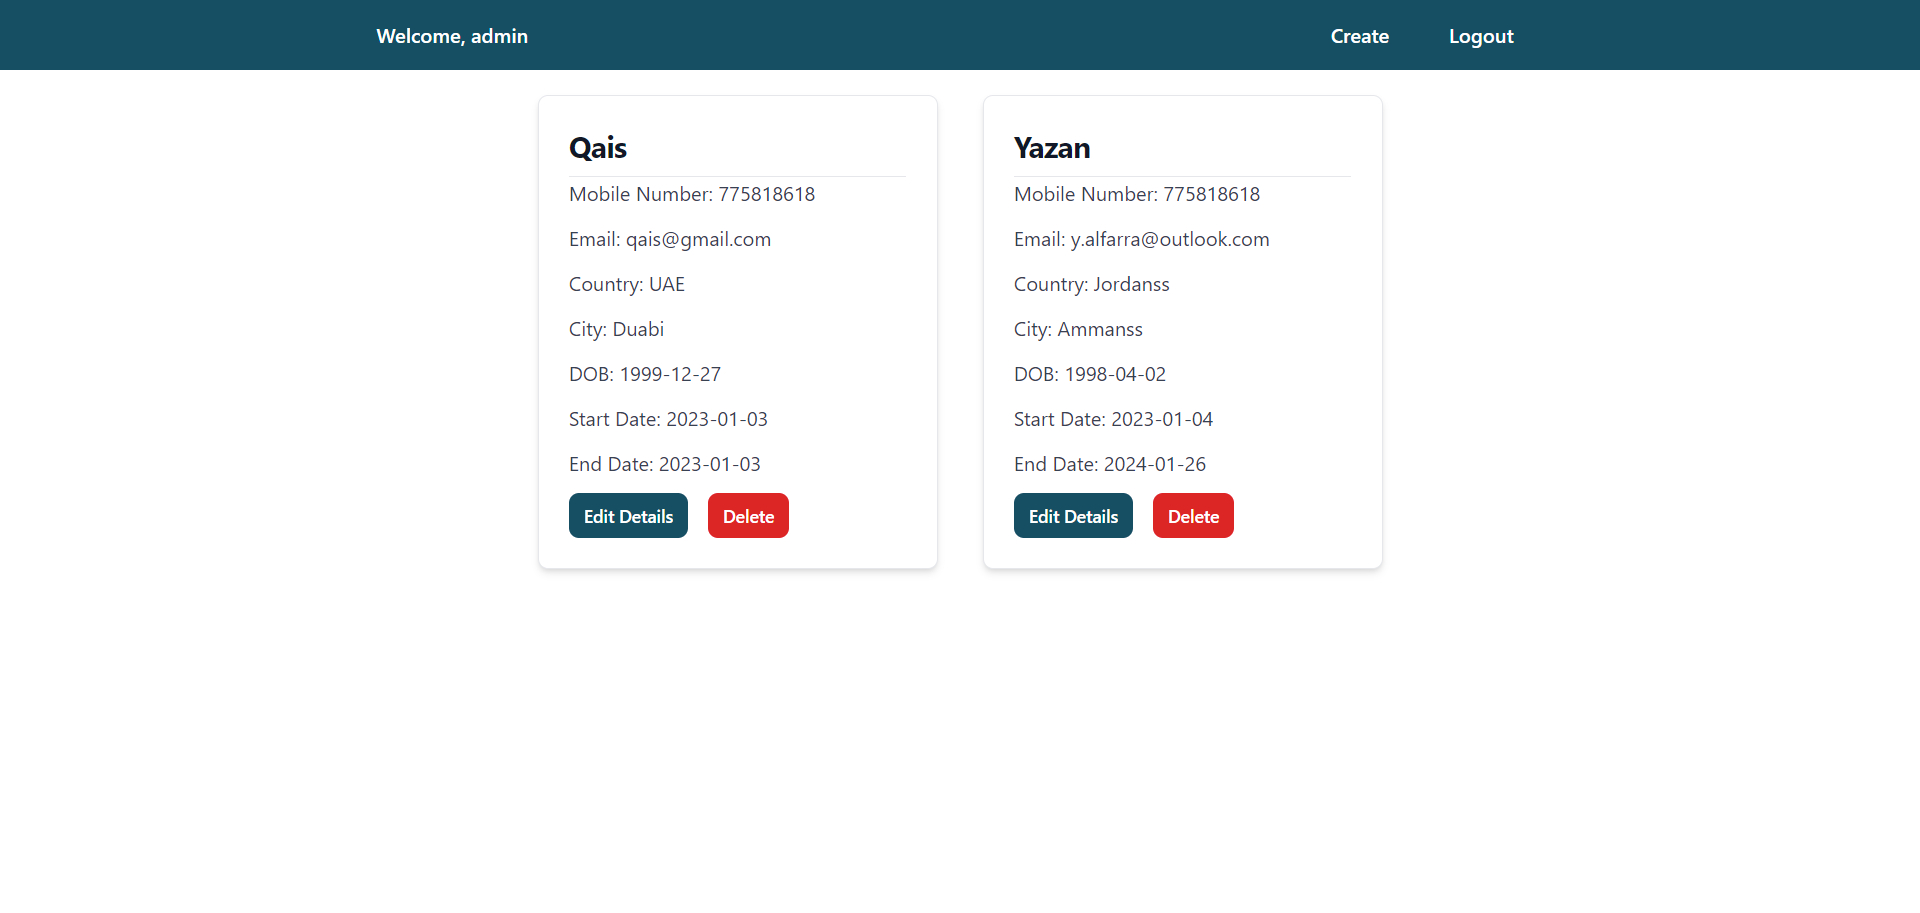 Welcome, admin
Create
Logout
Qais
Mobile Number: 775818618
Email: qais@gmail.com
Country: UAE
City: Duabi
DOB: 1999-12-27
Start Date: 2023-01-03
End Date: 2023-01-03
Edit Details
Delete
Yazan
Mobile Number: 775818618
Email: y.alfarra@outlook.com
Country: Jordanss
City: Ammanss
DOB: 1998-04-02
Start Date: 2023-01-04
End Date: 2024-01-26
Edit Details
Delete